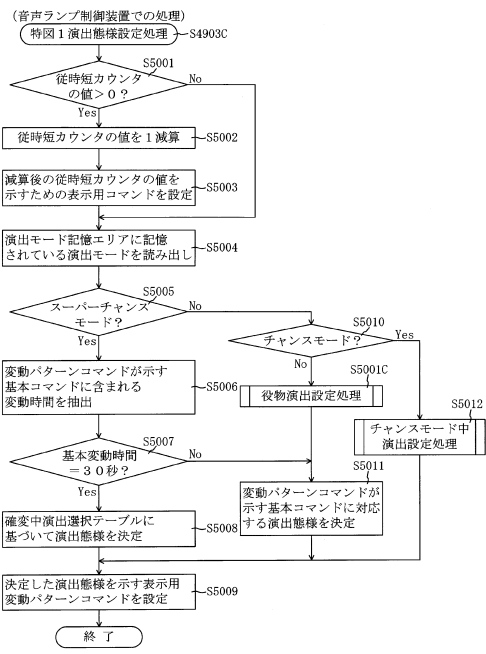 (音声ランプ制御装置での処理)
特図1演出態様設定処理
S4903C
S5001
従時短カウンタ
の値＞0？
No
Yes
従時短カウンタの値を1減算
S5002
減算後の従時短カウンタの値を
示すための表示用コマンドを設定
S5003
演出モード記憶エリアに記憶
されている演出モードを読み出し
S5004
S5005
スーパーチャンス
モード？
No
Yes
S5010
チャンスモード？
Yes
No
変動パターンコマンドが示す
基本コマンドに含まれる
変動時間を抽出
S5006
S5001C
役物演出設定処理
S5012
チャンスモード中
演出設定処理
S5007
基本変動時間
＝30秒？
No
Yes
S5011
変動パターンコマンドが
示す基本コマンドに対応
する演出態様を決定
確変中演出選択テーブルに
基づいて演出態様を決定
S5008
決定した演出態様を示す表示用
変動パターンコマンドを設定
S5009
終了